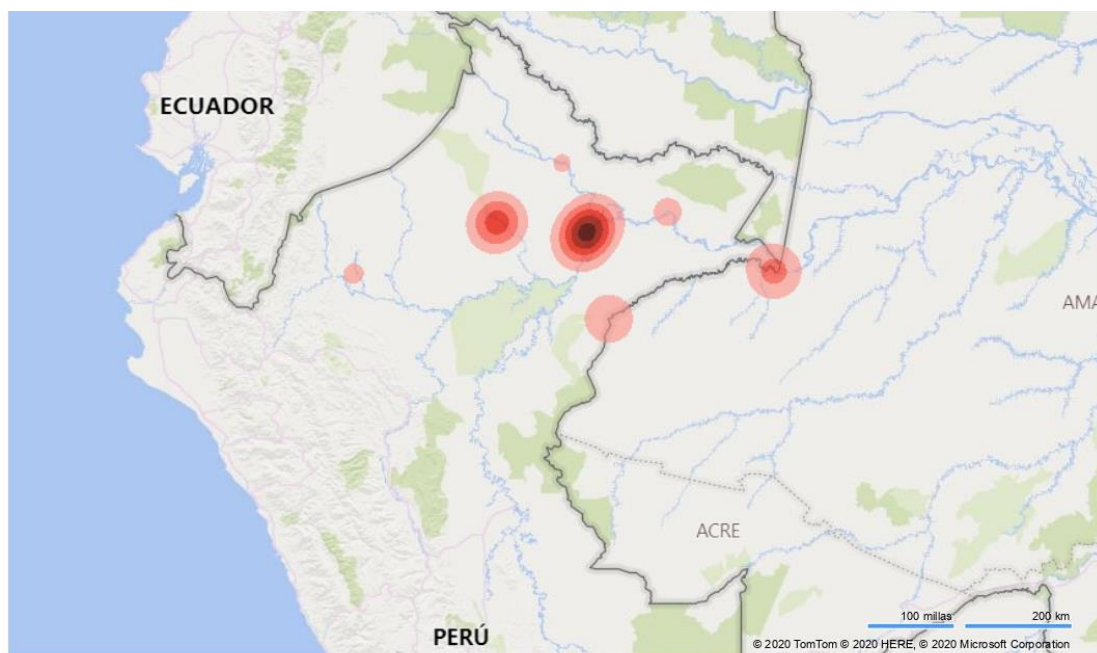 ECUADOR
AMA
ACRE
PERÚ
100 millas
200 km
© 2020 TomTom © 2020 HERE, © 2020 Microsoft Corporation